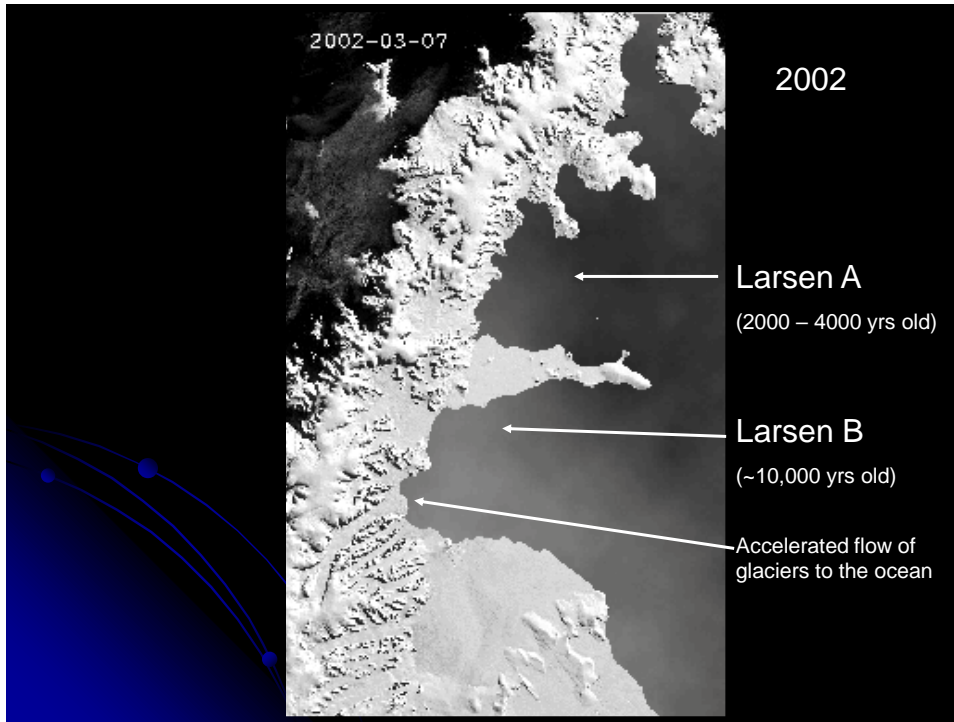 2002-03-07
2002
Larsen A
(2000 – 4000 yrs old)
Larsen B
(~10,000 yrs old)
Accelerated flow of
glaciers to the ocean